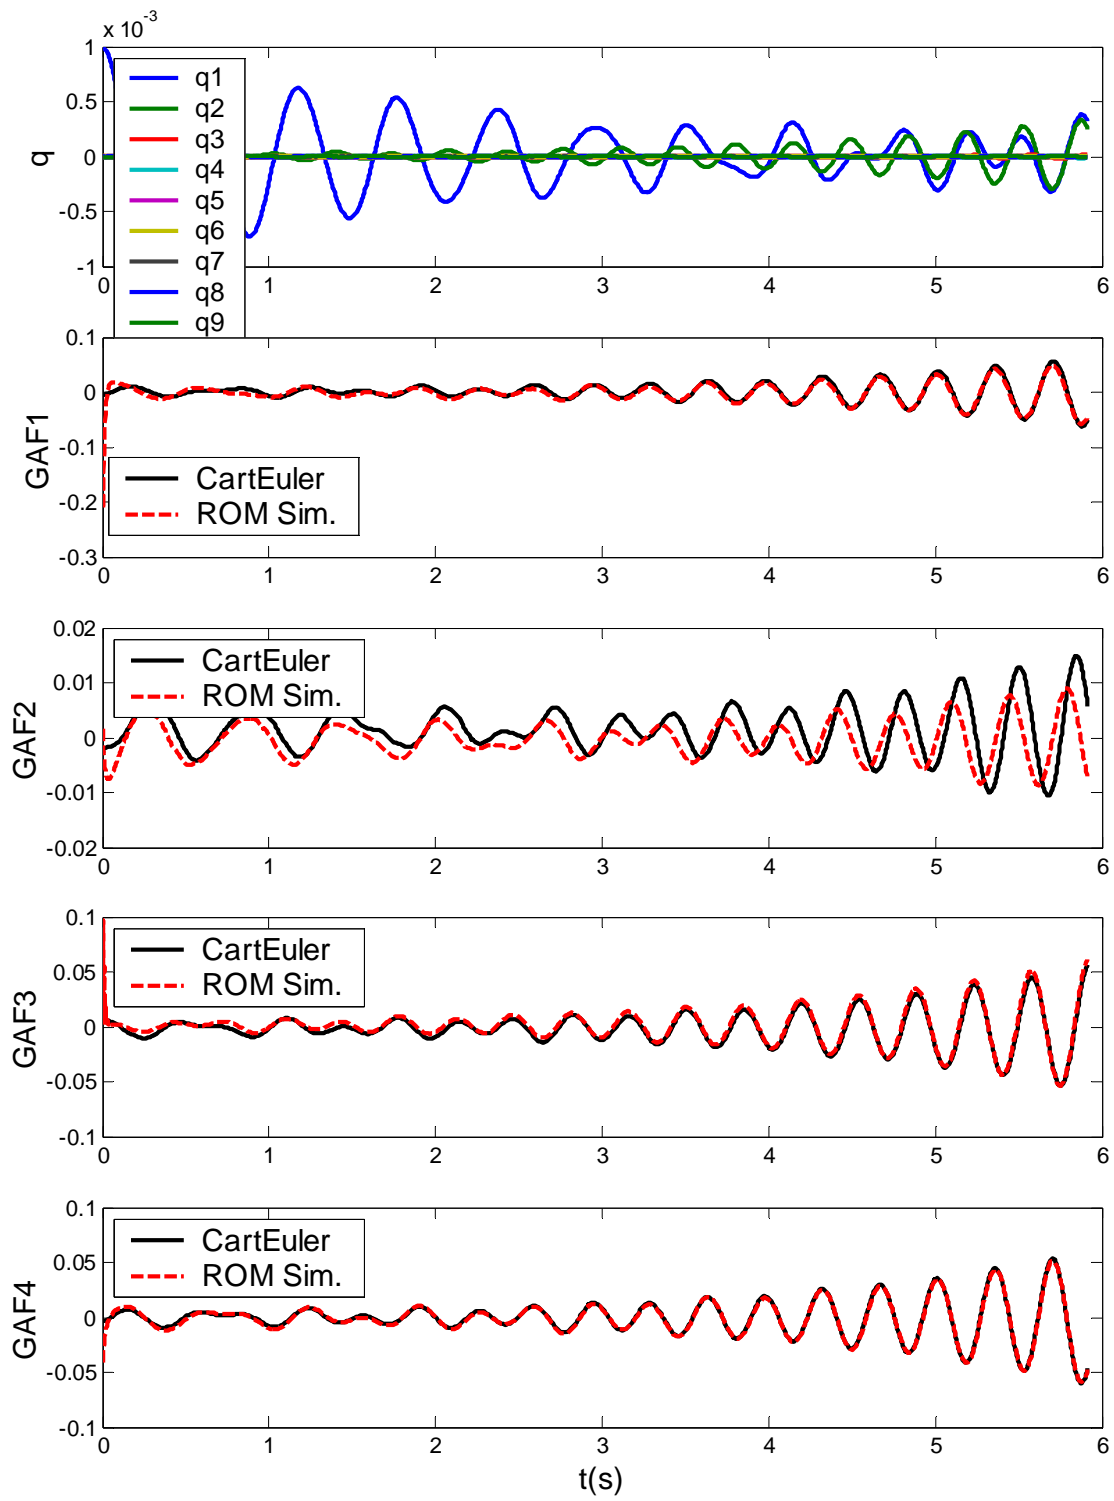 x 10^-3
1
0.5
0
-0.5
-1
q
q1
q2
q3
q4
q5
q6
q7
q8
q9
0 1 2 3 4 5 6
0.1
0
-0.1
-0.2
-0.3
GAF1
CartEuler
ROM Sim.
0 1 2 3 4 5 6
0.02
0.01
0
-0.01
-0.02
GAF2
CartEuler
ROM Sim.
0 1 2 3 4 5 6
0.1
0.05
0
-0.05
-0.1
GAF3
CartEuler
ROM Sim.
0 1 2 3 4 5 6
0.1
0.05
0
-0.05
-0.1
GAF4
CartEuler
ROM Sim.
0 1 2 3 4 5 6
t(s)